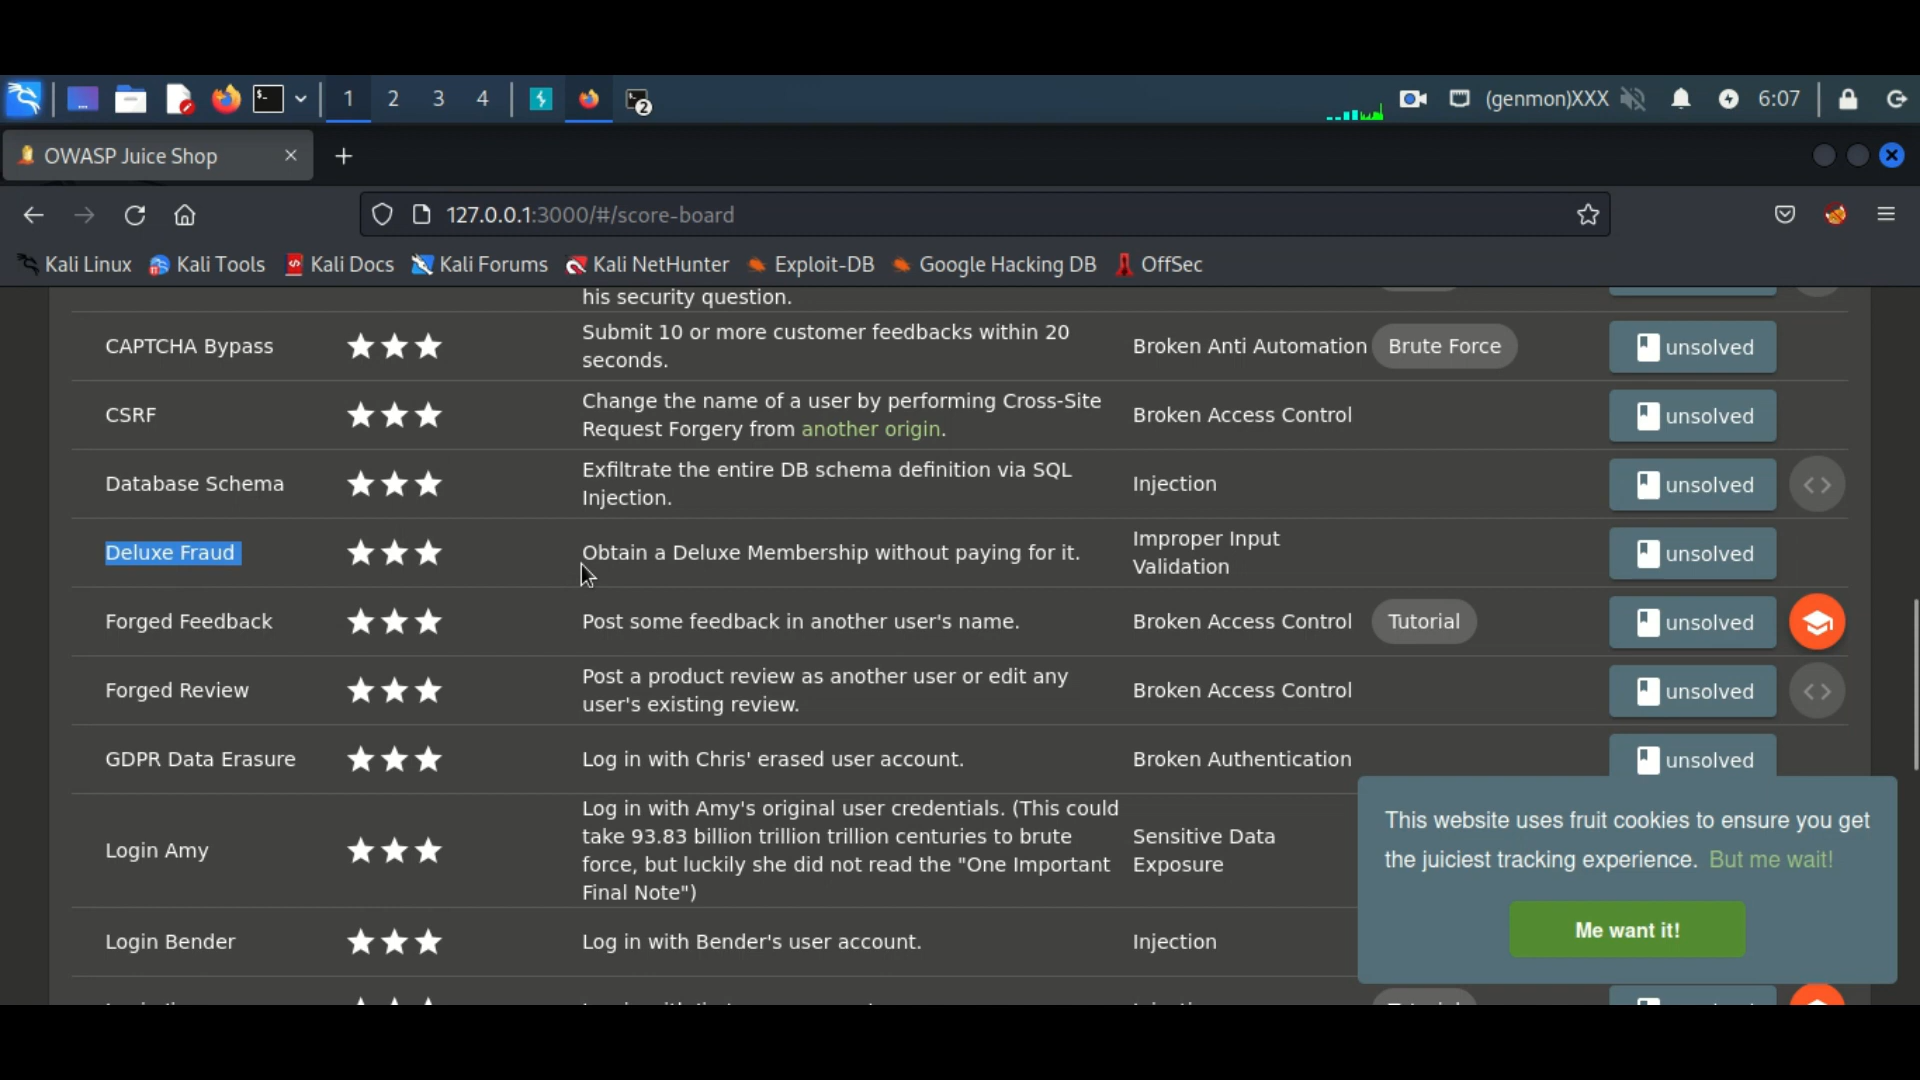 1 2 3 4 2 (genmon)XXX 6:07
OWASP Juice Shop
127.0.0.1:3000/#/score-board
Kali Linux Kali Tools Kali Docs Kali Forums Kali NetHunter Exploit-DB Google Hacking DB OffSec
his security question.
CAPTCHA Bypass
Submit 10 or more customer feedbacks within 20
seconds.
Broken Anti Automation Brute Force unsolved
CSRF
Change the name of a user by performing Cross-Site
Request Forgery from another origin.
Broken Access Control unsolved
Database Schema
Exfiltrate the entire DB schema definition via SQL
Injection.
Injection unsolved <>
Deluxe Fraud
Obtain a Deluxe Membership without paying for it.
Improper Input
Validation
unsolved
Forged Feedback Post some feedback in another user's name. Broken Access Control Tutorial unsolved
Forged Review
Post a product review as another user or edit any
user's existing review.
Broken Access Control unsolved <>
GDPR Data Erasure Log in with Chris' erased user account. Broken Authentication unsolved
Login Amy
Log in with Amy's original user credentials. (This could
take 93.83 billion trillion trillion centuries to brute
force, but luckily she did not read the "One Important
Final Note")
Sensitive Data
Exposure
Login Bender Log in with Bender's user account. Injection
This website uses fruit cookies to ensure you get
the juiciest tracking experience. But me wait!
Me want it!